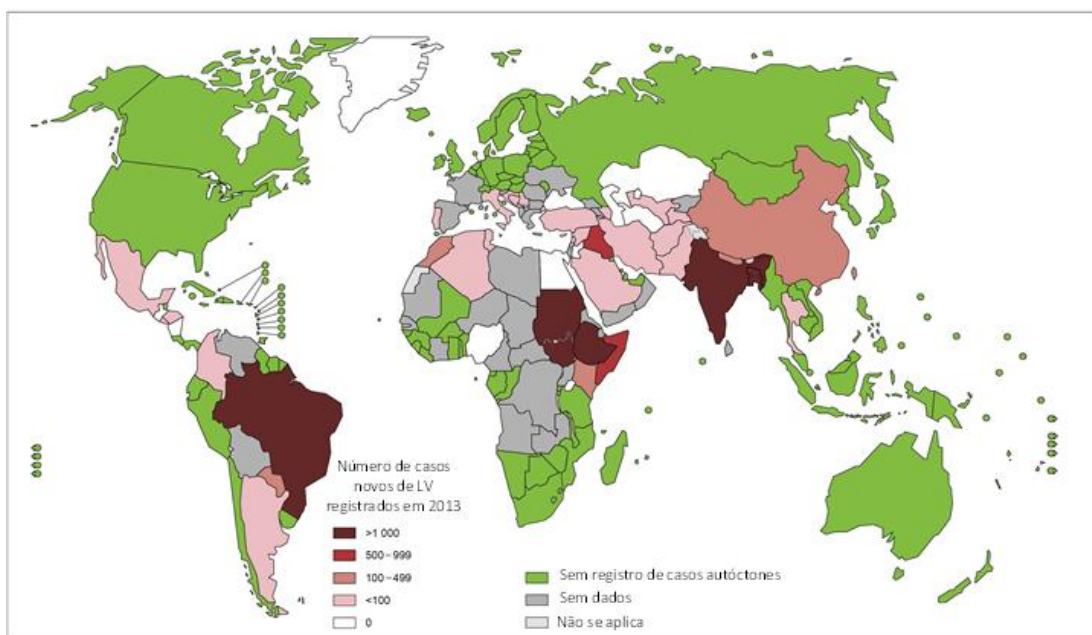 Número de casos
novos de LV
registrados em 2013
>1 000
500–999
100–499
<100
0
Sem registro de casos autóctones
Sem dados
Não se aplica